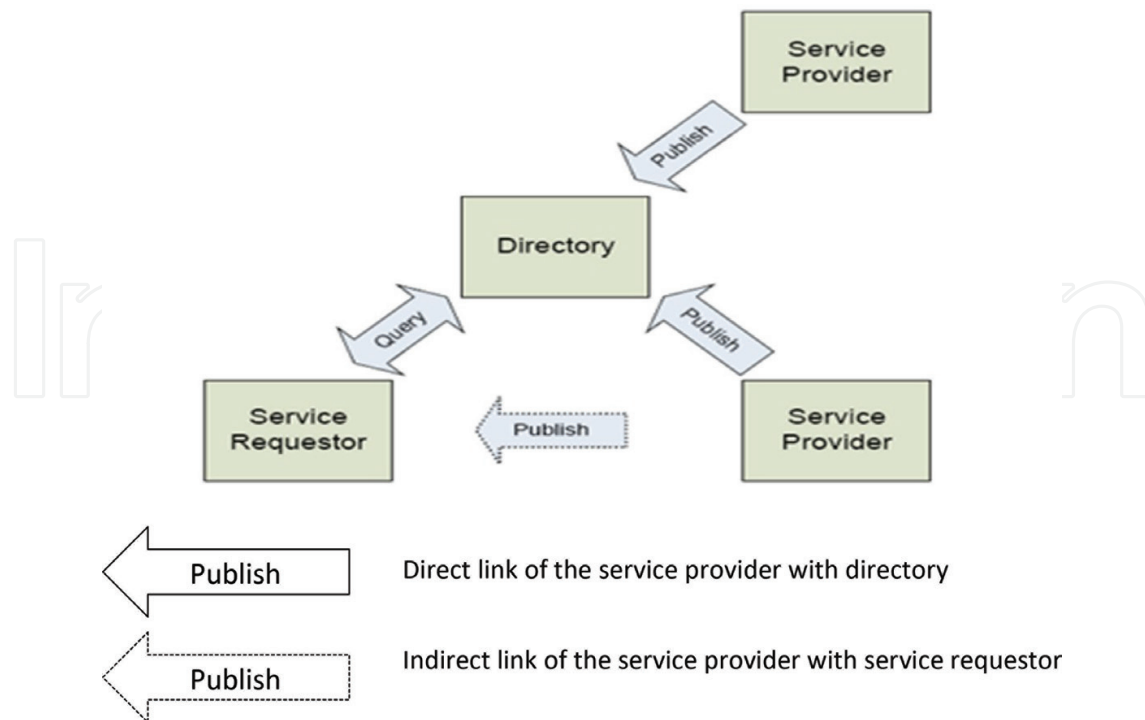 Service
Provider
Publish
Directory
Query
Publish
Service
Requestor
Publish
Service
Provider
Publish
Direct link of the service provider with directory
Publish
Indirect link of the service provider with service requestor